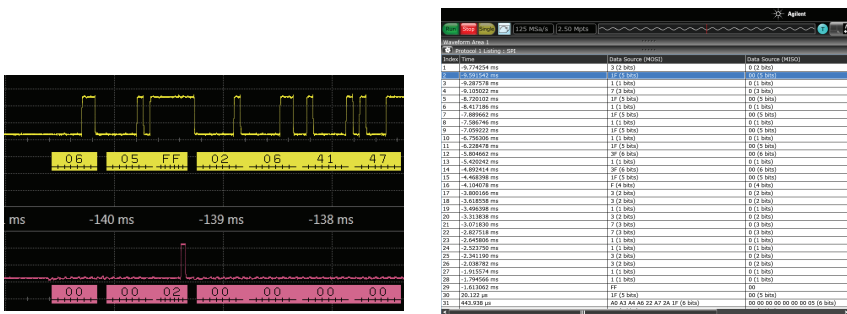 06 05 FF 02 06 41 47
ms -140 ms -139 ms -138 ms
00 00 02 00 00 00 00
Agilent
Run Stop Single 125 MSa/s 2.50 Mpts T
Waveform Area 1
Protocol 1 Listing : SPI
Index Time Data Source (MOSI) Data Source (MISO)
1 -9.774254 ms 3 (2 bits) 0 (2 bits)
2 -9.591542 ms 1F (5 bits) 00 (5 bits)
3 -9.287578 ms 1 (1 bits) 0 (1 bits)
4 -9.105022 ms 7 (3 bits) 0 (3 bits)
5 -8.720102 ms 1F (5 bits) 00 (5 bits)
6 -8.417186 ms 1 (1 bits) 0 (1 bits)
7 -7.889662 ms 1F (5 bits) 00 (5 bits)
8 -7.586746 ms 1 (1 bits) 0 (1 bits)
9 -7.059222 ms 1F (5 bits) 00 (5 bits)
10 -6.756306 ms 1 (1 bits) 0 (1 bits)
11 -6.228478 ms 1F (5 bits) 00 (5 bits)
12 -5.804662 ms 3F (6 bits) 00 (6 bits)
13 -5.420242 ms 1 (1 bits) 0 (1 bits)
14 -4.892414 ms 3F (6 bits) 00 (6 bits)
15 -4.468398 ms 1F (5 bits) 00 (5 bits)
16 -4.104078 ms F (4 bits) 0 (4 bits)
17 -3.800166 ms 3 (2 bits) 0 (2 bits)
18 -3.618558 ms 3 (2 bits) 0 (2 bits)
19 -3.496398 ms 1 (1 bits) 0 (1 bits)
20 -3.313838 ms 3 (2 bits) 0 (2 bits)
21 -3.071830 ms 7 (3 bits) 0 (3 bits)
22 -2.827518 ms 7 (3 bits) 0 (3 bits)
23 -2.645806 ms 1 (1 bits) 0 (1 bits)
24 -2.523750 ms 1 (1 bits) 0 (1 bits)
25 -2.341190 ms 3 (2 bits) 0 (2 bits)
26 -2.038782 ms 3 (2 bits) 0 (2 bits)
27 -1.915574 ms 1 (1 bits) 0 (1 bits)
28 -1.794566 ms 1 (1 bits) 0 (1 bits)
29 -1.613062 ms FF 00
30 20.122 µs 1F (5 bits) 00 (5 bits)
31 443.938 µs A0 A3 A4 A6 22 A7 2A 1F (6 bits) 00 00 00 00 00 00 00 05 (6 bits)